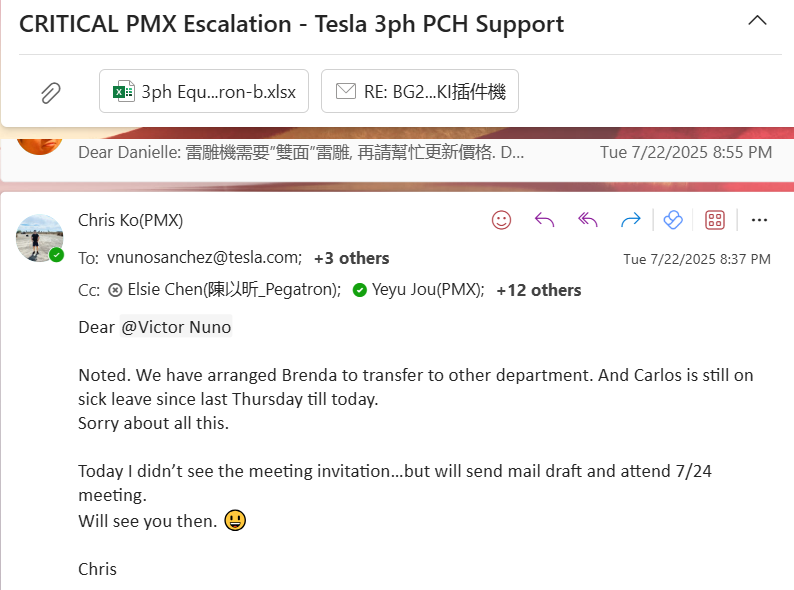 CRITICAL PMX Escalation - Tesla 3ph PCH Support
3ph Equ...ron-b.xlsx
RE: BG2...KI插件機
Dear Danielle: 雷雕機需要"雙面"雷雕, 再請幫忙更新價格. D...
Tue 7/22/2025 8:55 PM
Chris Ko(PMX)
To: vnunosanchez@tesla.com; +3 others
Tue 7/22/2025 8:37 PM
Cc: Elsie Chen(陳以昕_Pegatron); Yeyu Jou(PMX); +12 others
Dear @Victor Nuno
Noted. We have arranged Brenda to transfer to other department. And Carlos is still on
sick leave since last Thursday till today.
Sorry about all this.
Today I didn’t see the meeting invitation…but will send mail draft and attend 7/24
meeting.
Will see you then. 😃
Chris